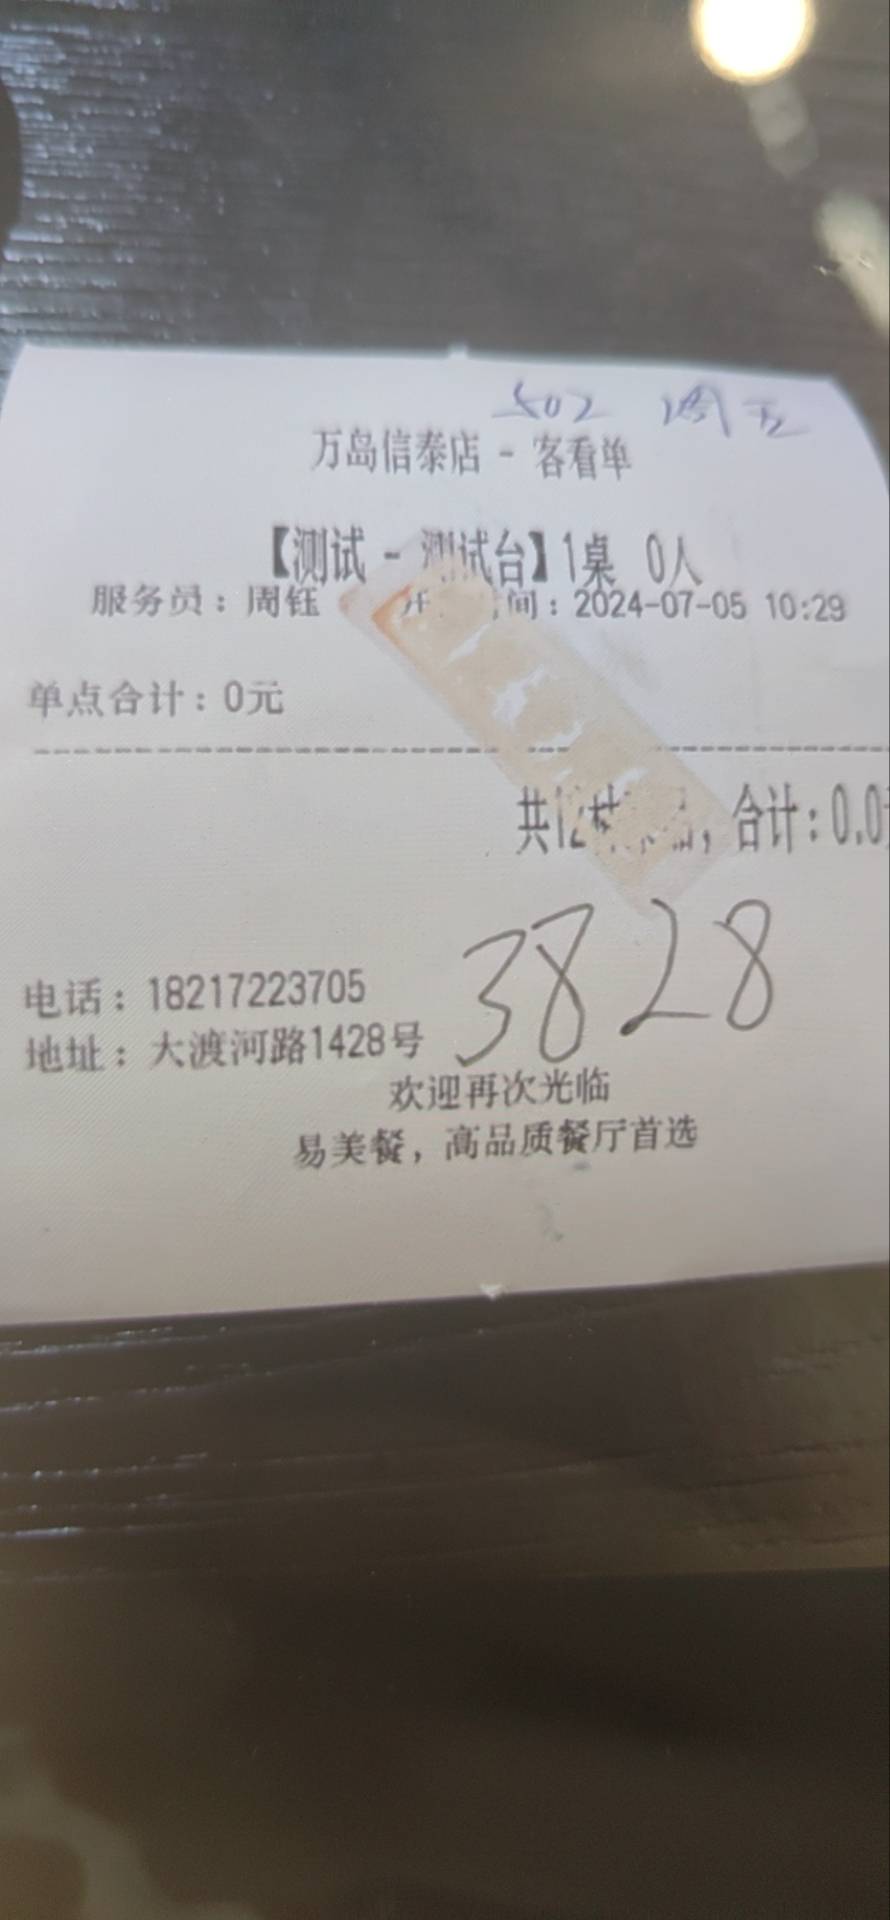 502 周五
万岛信泰店 - 客看单
【测试 - 测试台】1桌 0人
服务员：周钰 开 间：2024-07-05 10:29
单点合计：0元
共12 ，合计：0.0
3828
电话：18217223705
地址：大渡河路1428号
欢迎再次光临
易美餐，高品质餐厅首选